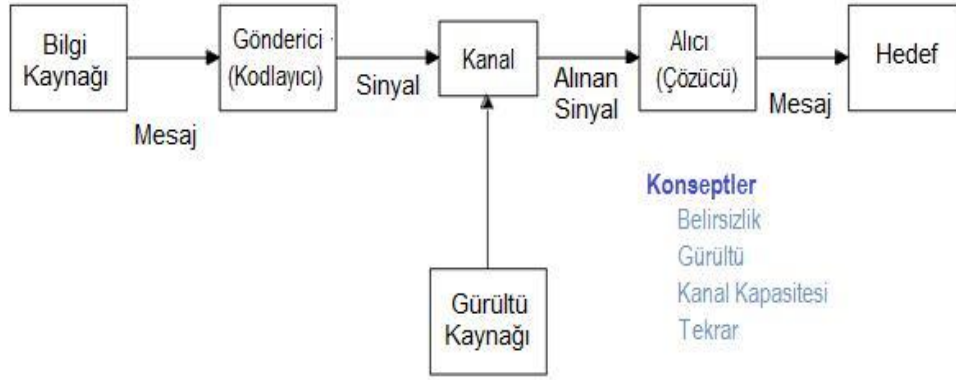 Bilgi
Kaynağı
Mesaj
Gönderici
(Kodlayıcı)
Sinyal
Kanal
Alınan
Sinyal
Alıcı
(Çözücü)
Mesaj
Hedef
Gürültü
Kaynağı
Konseptler
Belirsizlik
Gürültü
Kanal Kapasitesi
Tekrar